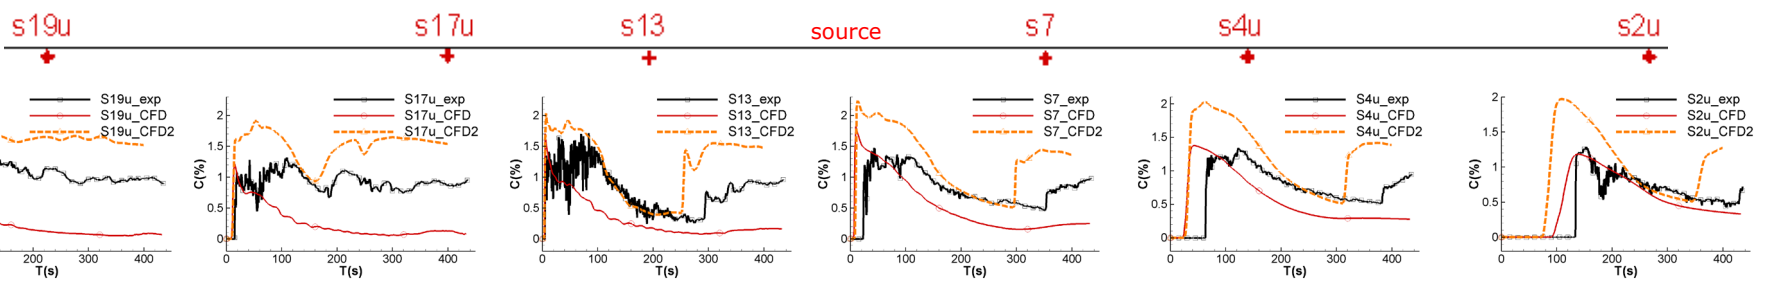 s19u s17u s13 source s7 s4u s2u
S19u_exp
S19u_CFD
S19u_CFD2
200 300 400
T(s)
S17u_exp
S17u_CFD
S17u_CFD2
C(%)
2
1.5
1
0.5
0
0 100 200 300 400
T(s)
S13_exp
S13_CFD
S13_CFD2
C(%)
2
1.5
1
0.5
0
0 100 200 300 400
T(s)
S7_exp
S7_CFD
S7_CFD2
C(%)
2
1.5
1
0.5
0
0 100 200 300 400
T(s)
S4u_exp
S4u_CFD
S4u_CFD2
C(%)
2
1.5
1
0.5
0
0 100 200 300 400
T(s)
S2u_exp
S2u_CFD
S2u_CFD2
C(%)
2
1.5
1
0.5
0
0 100 200 300 400
T(s)